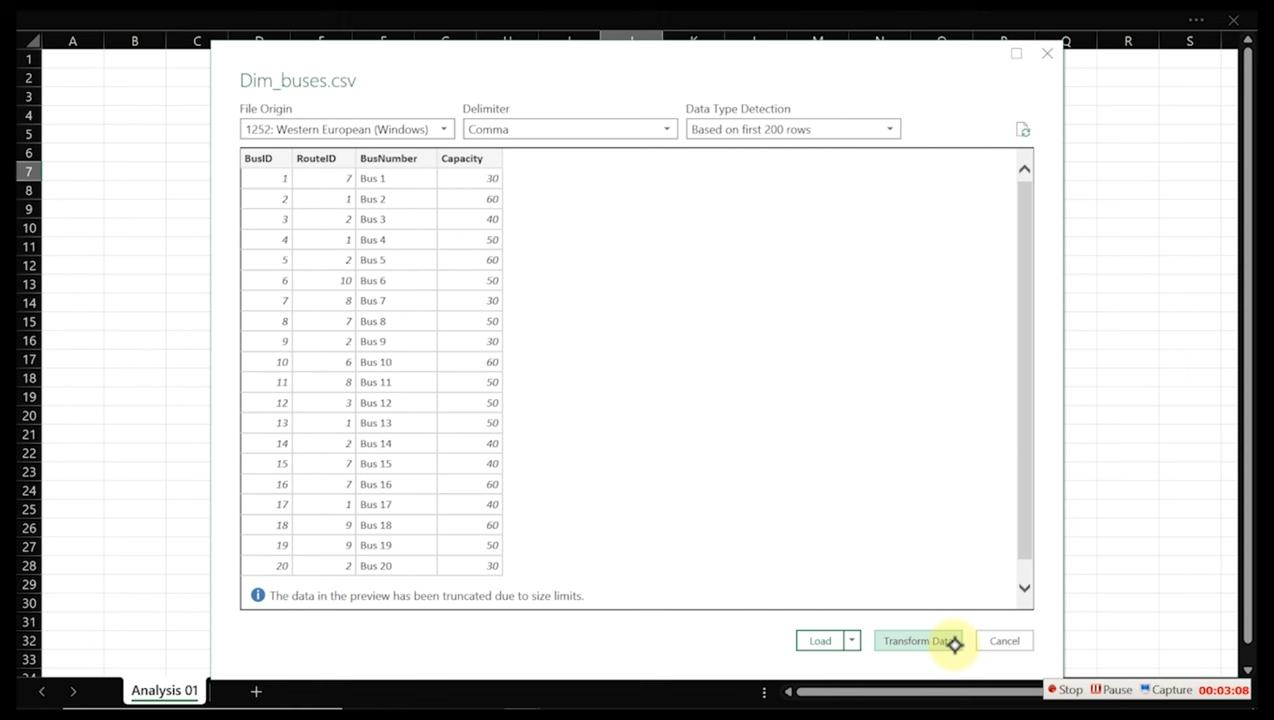 A B C Q R S
Dim_buses.csv
File Origin Delimiter Data Type Detection
1252: Western European (Windows) Comma Based on first 200 rows
BusID RouteID BusNumber Capacity
1 7 Bus 1 30
2 1 Bus 2 60
3 2 Bus 3 40
4 1 Bus 4 50
5 2 Bus 5 60
6 10 Bus 6 50
7 8 Bus 7 30
8 7 Bus 8 50
9 2 Bus 9 30
10 6 Bus 10 60
11 8 Bus 11 50
12 3 Bus 12 50
13 1 Bus 13 50
14 2 Bus 14 40
15 7 Bus 15 40
16 7 Bus 16 60
17 1 Bus 17 40
18 9 Bus 18 60
19 9 Bus 19 50
20 2 Bus 20 30
The data in the preview has been truncated due to size limits.
Load Transform Data Cancel
1
2
3
4
5
6
7
8
9
10
11
12
13
14
15
16
17
18
19
20
21
22
23
24
25
26
27
28
29
30
31
32
33
Analysis 01
Stop Pause Capture 00:03:08